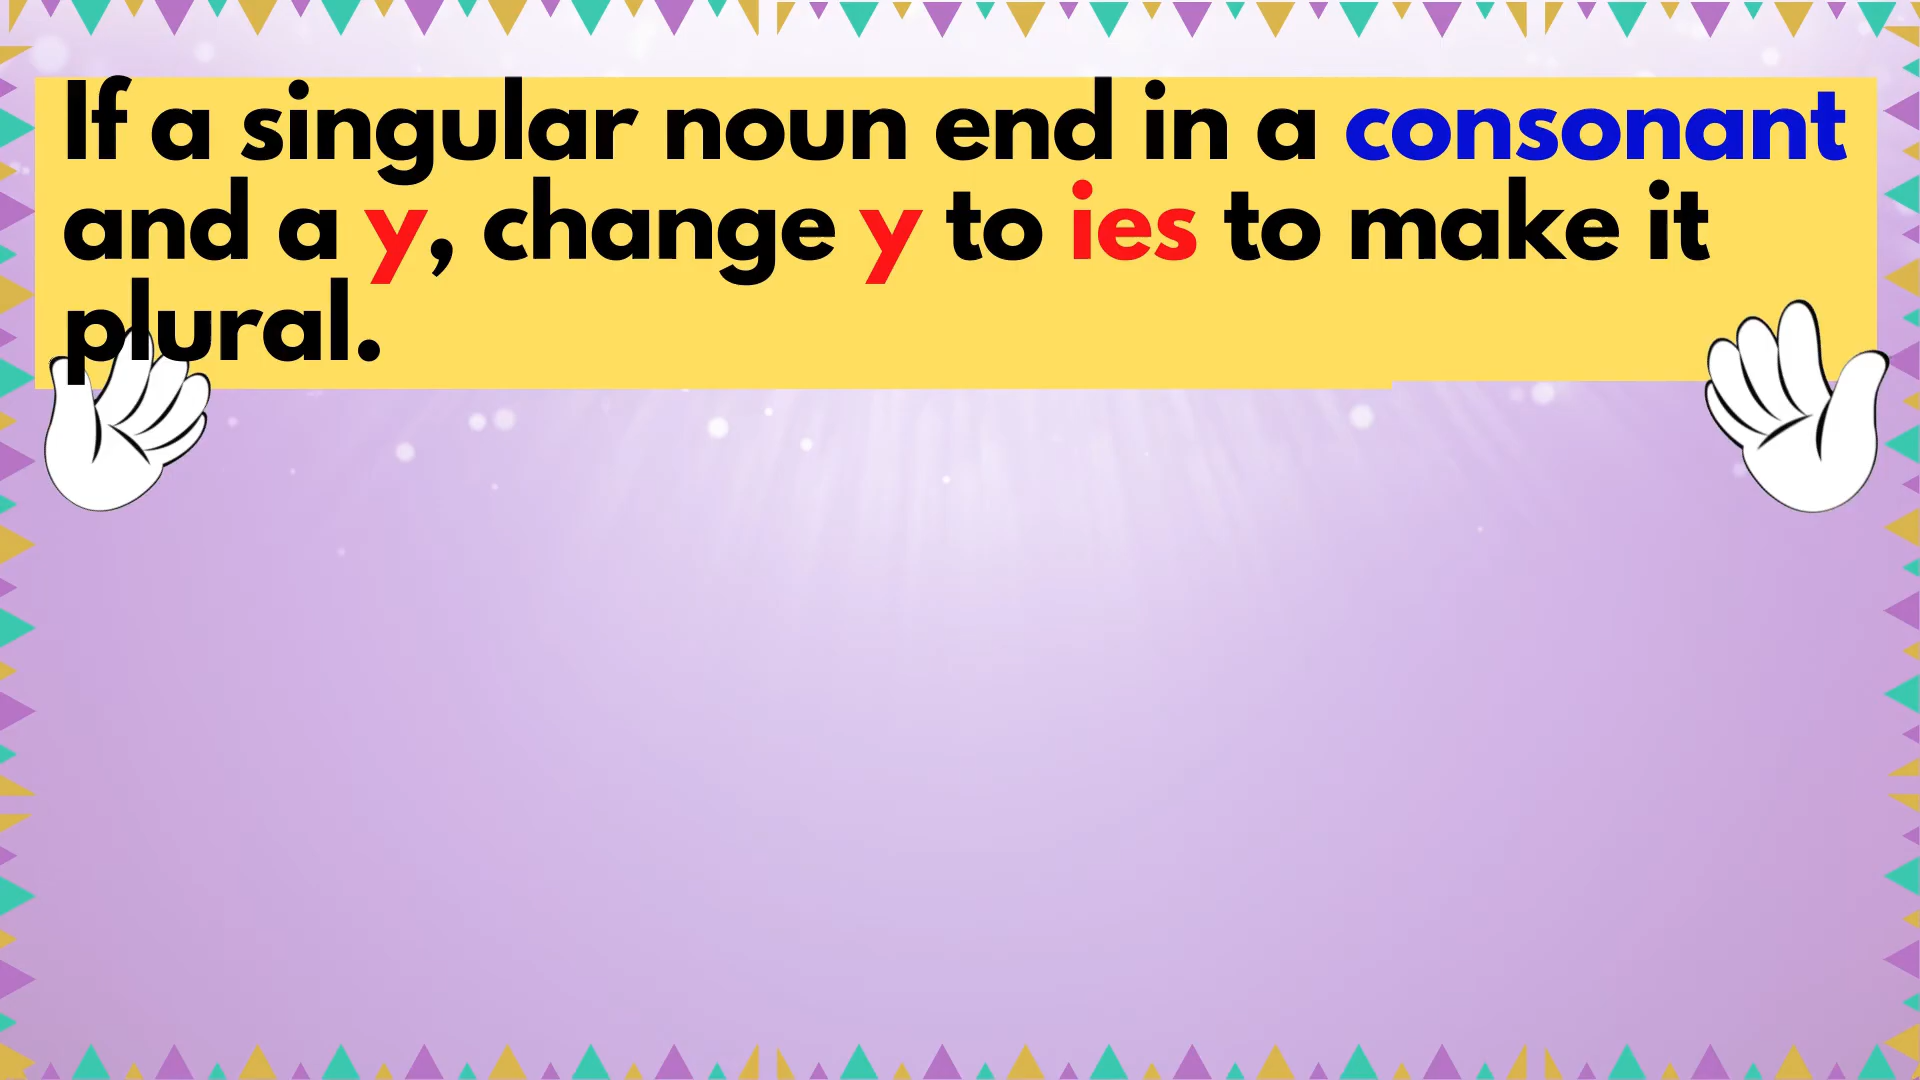 If a singular noun end in a consonant
and a y, change y to ies to make it
plural.